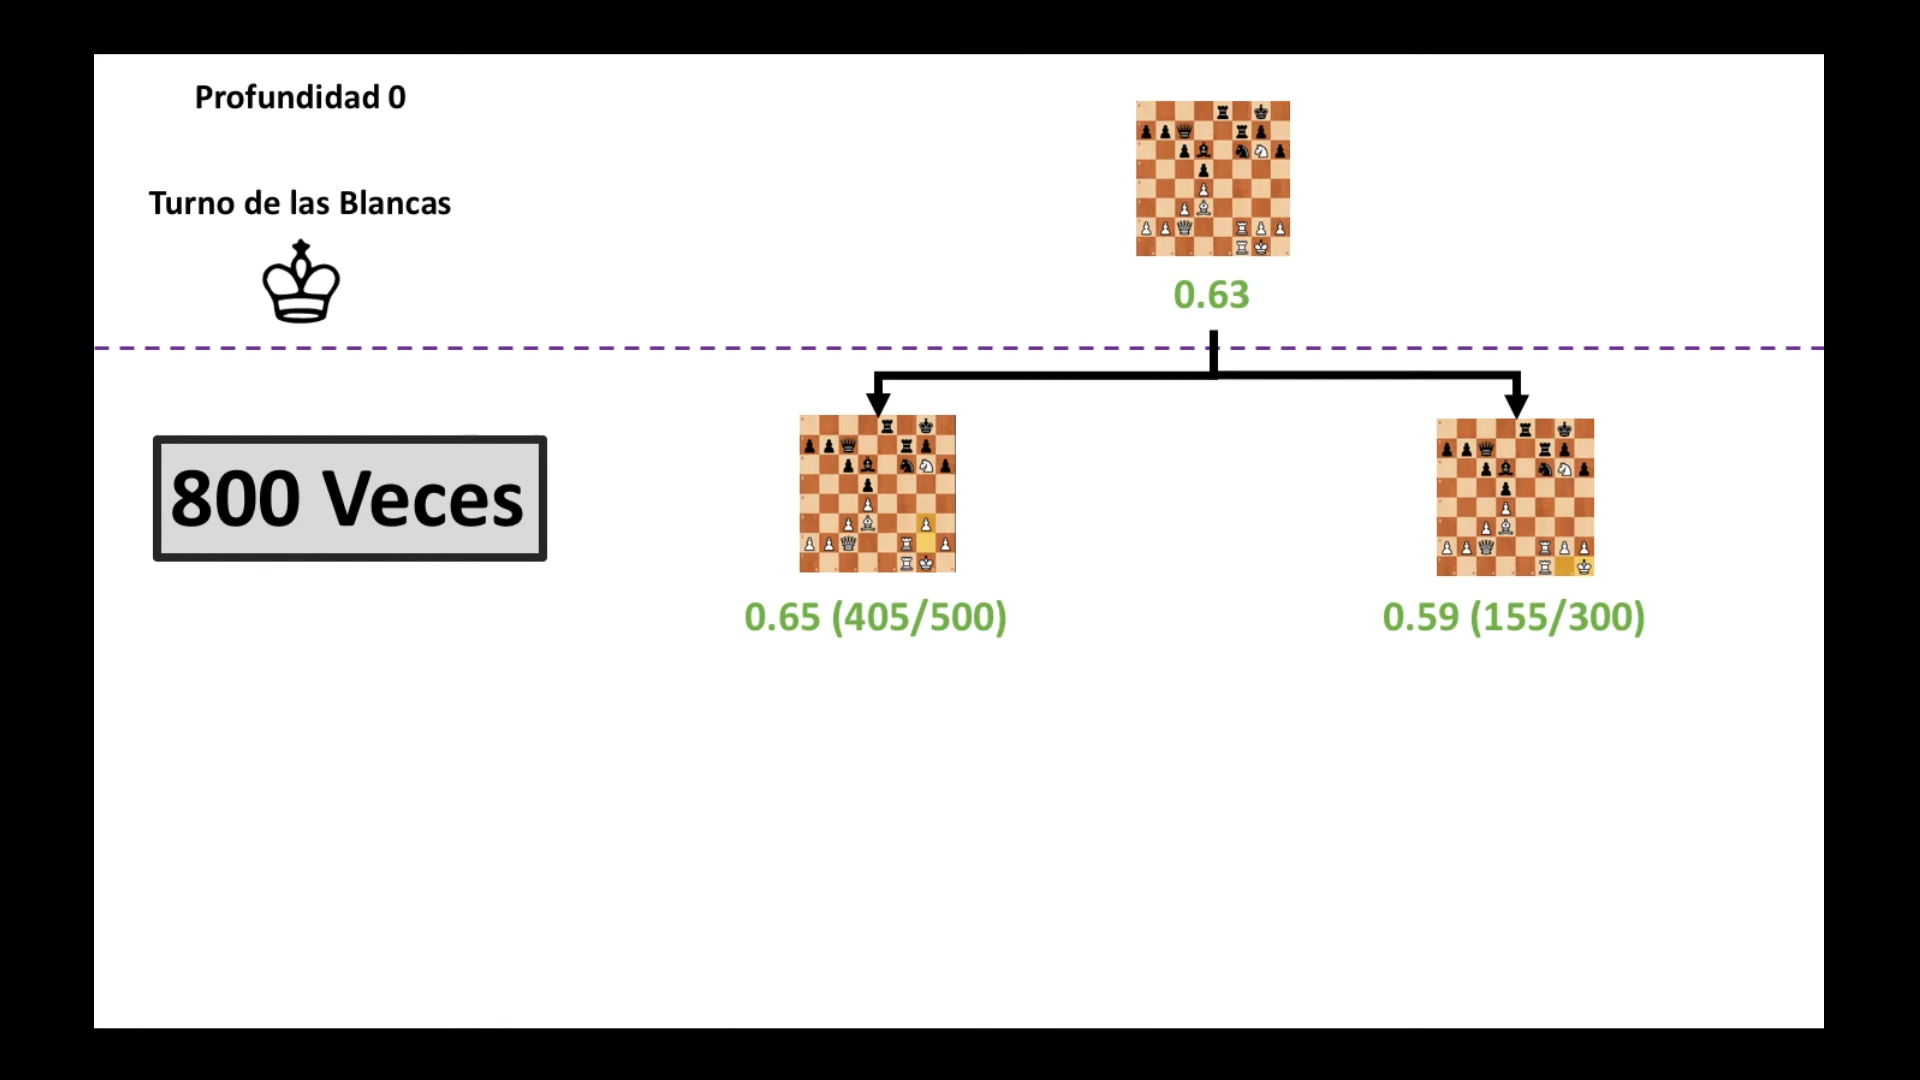 Profundidad 0
Turno de las Blancas
0.63
800 Veces
0.65 (405/500)
0.59 (155/300)